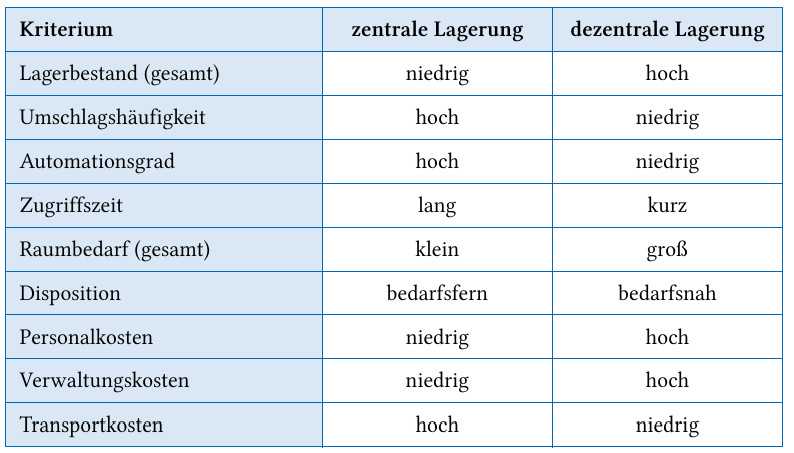 Kriterium zentrale Lagerung dezentrale Lagerung
Lagerbestand (gesamt) niedrig hoch
Umschlagshäufigkeit hoch niedrig
Automationsgrad hoch niedrig
Zugriffszeit lang kurz
Raumbedarf (gesamt) klein groß
Disposition bedarfsfern bedarfsnah
Personalkosten niedrig hoch
Verwaltungskosten niedrig hoch
Transportkosten hoch niedrig